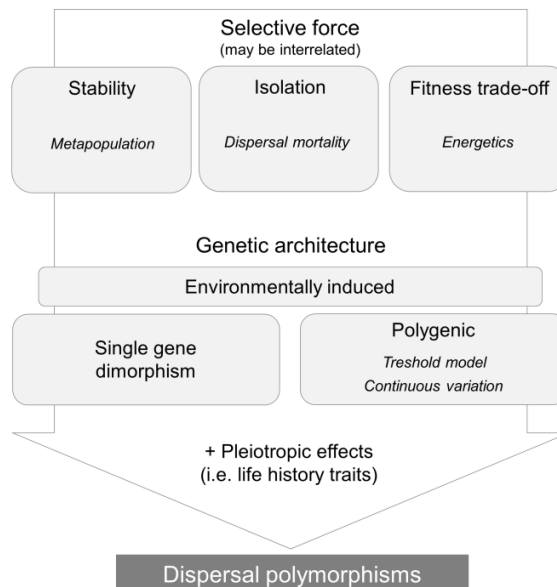 Selective force
(may be interrelated)
Stability
Metapopulation
Isolation
Dispersal mortality
Fitness trade-off
Energetics
Genetic architecture
Environmentally induced
Single gene
dimorphism
Polygenic
Treshold model
Continuous variation
+ Pleiotropic effects
(i.e. life history traits)
Dispersal polymorphisms